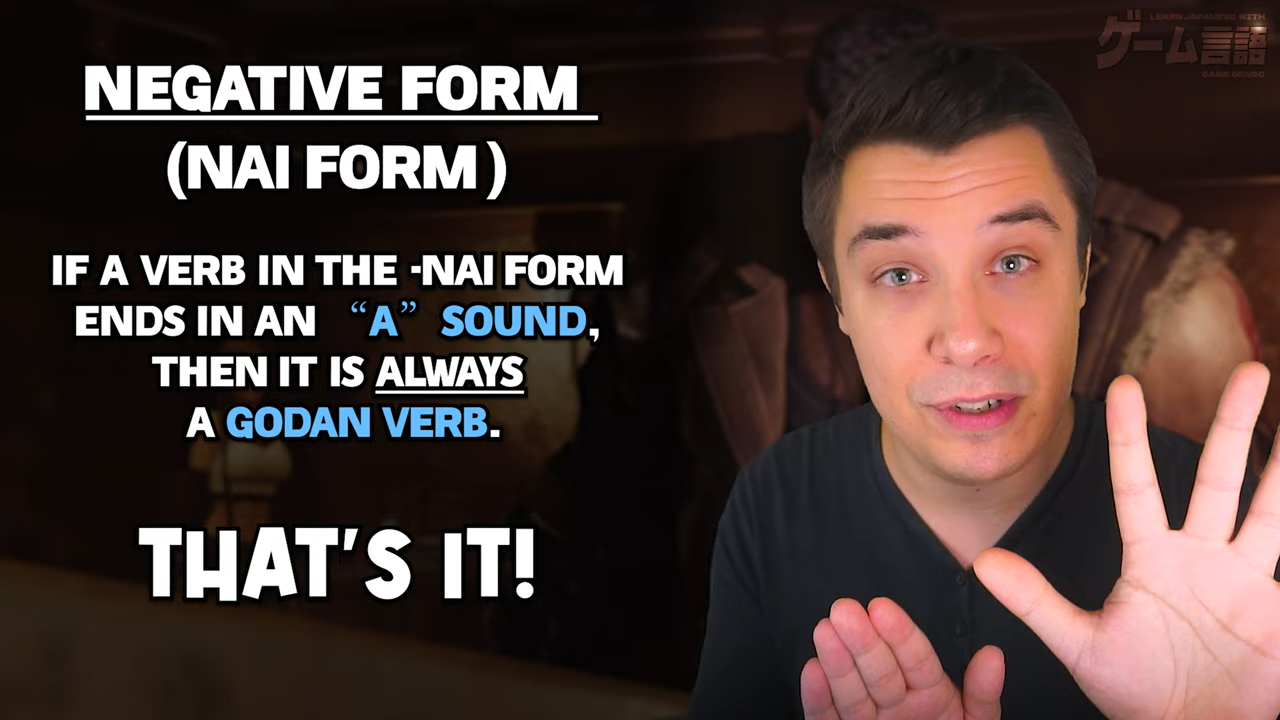 NEGATIVE FORM
(NAI FORM)
IF A VERB IN THE -NAI FORM
ENDS IN AN “A” SOUND,
THEN IT IS ALWAYS
A GODAN VERB.
THAT'S IT!
LEARN JAPANESE WITH
ゲーム言語
GAME GENGO